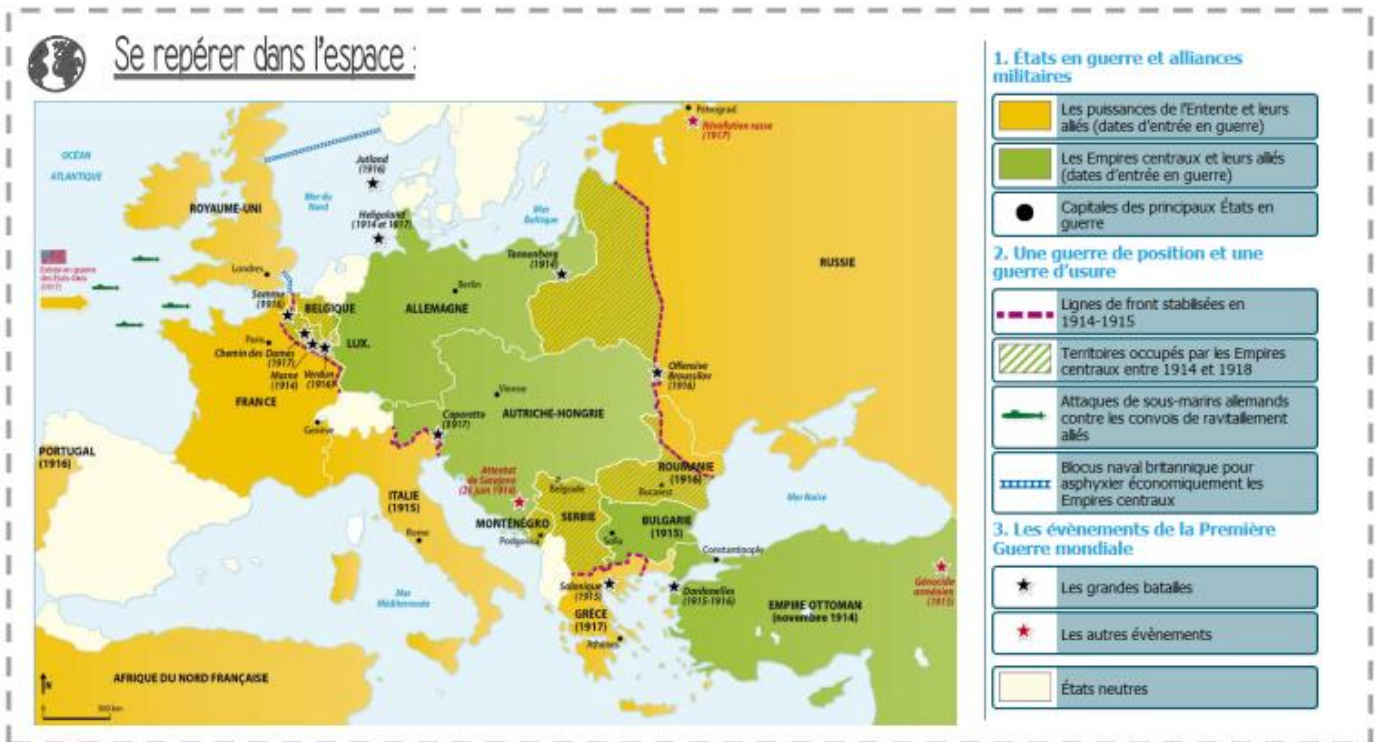 Se repérer dans l'espace :
1. États en guerre et alliances
militaires
Les puissances de l'Entente et leurs
alliés (dates d'entrée en guerre)
Les Empires centraux et leurs alliés
(dates d'entrée en guerre)
Capitales des principaux États en
guerre
2. Une guerre de position et une
guerre d'usure
Lignes de front stabilisées en
1914-1915
Territoires occupés par les Empires
centraux entre 1914 et 1918
Attaques de sous-marins allemands
contre les convois de ravitaillement
alliés
Blocus naval britannique pour
asphyxier économiquement les
Empires centraux
3. Les évènements de la Première
Guerre mondiale
Les grandes batailles
Les autres évènements
États neutres
Petrograd
Révolution russe
(1917)
OCÉAN
ATLANTIQUE
Jutland
(1916)
ROYAUME-UNI
Mer du
Nord
Heligoland
(1914 et 1917)
Mer
Baltique
Tannenberg
(1914)
RUSSIE
Entrée en guerre
des États-Unis
(1917)
Londres
Berlin
Somme
(1916)
BELGIQUE
ALLEMAGNE
Paris
LUX.
Chemin des Dames
(1917)
Marne
(1914)
Verdun
(1916)
Offensive
Broussilov
(1916)
FRANCE
Vienne
Caporetto
(1917)
AUTRICHE-HONGRIE
Genève
PORTUGAL
(1916)
Attentat
de Sarajevo
(28 juin 1914)
ROUMANIE
(1916)
Belgrade
Bucarest
Mer Noire
ITALIE
(1915)
MONTÉNÉGRO
SERBIE
BULGARIE
(1915)
Rome
Podgorica
Sofia
Constantinople
Salonique
(1915)
Dardanelles
(1915-1916)
Génocide
arménien
(1915)
Mer
Méditerranée
GRÈCE
(1917)
EMPIRE OTTOMAN
(novembre 1914)
Athènes
AFRIQUE DU NORD FRANÇAISE
N
0
300 km